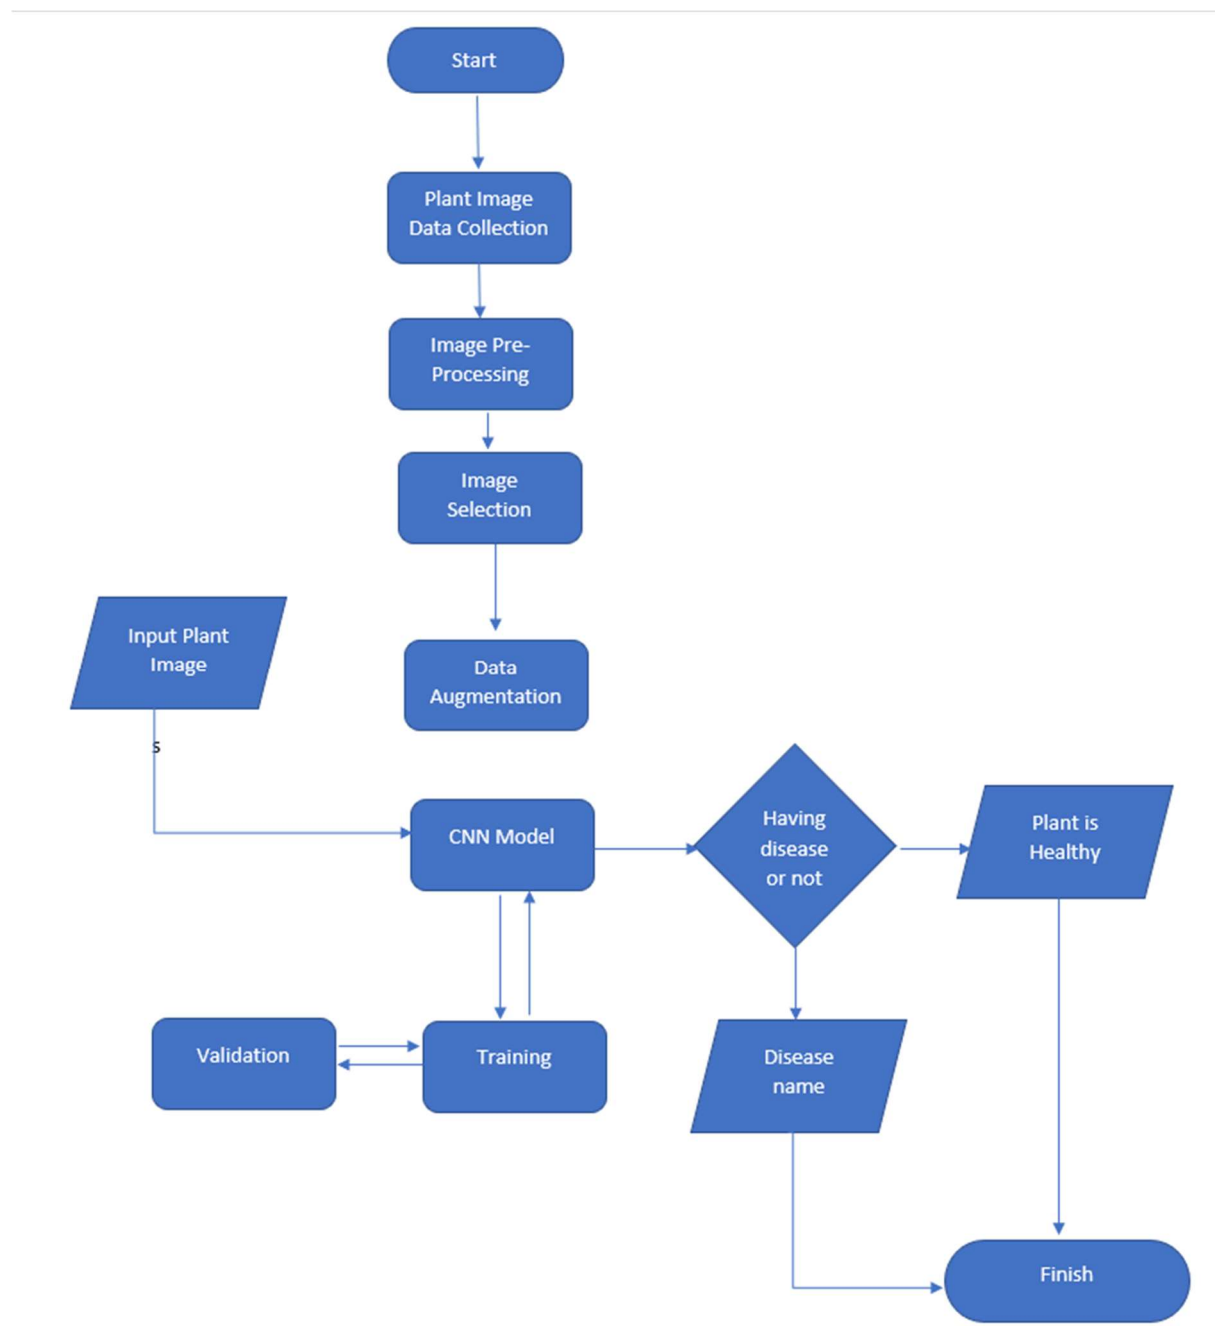 Start
Plant Image
Data Collection
Image Pre-
Processing
Image
Selection
Input Plant
Image
s
Data
Augmentation
CNN Model
Having
disease
or not
Plant is
Healthy
Validation
Training
Disease
name
Finish